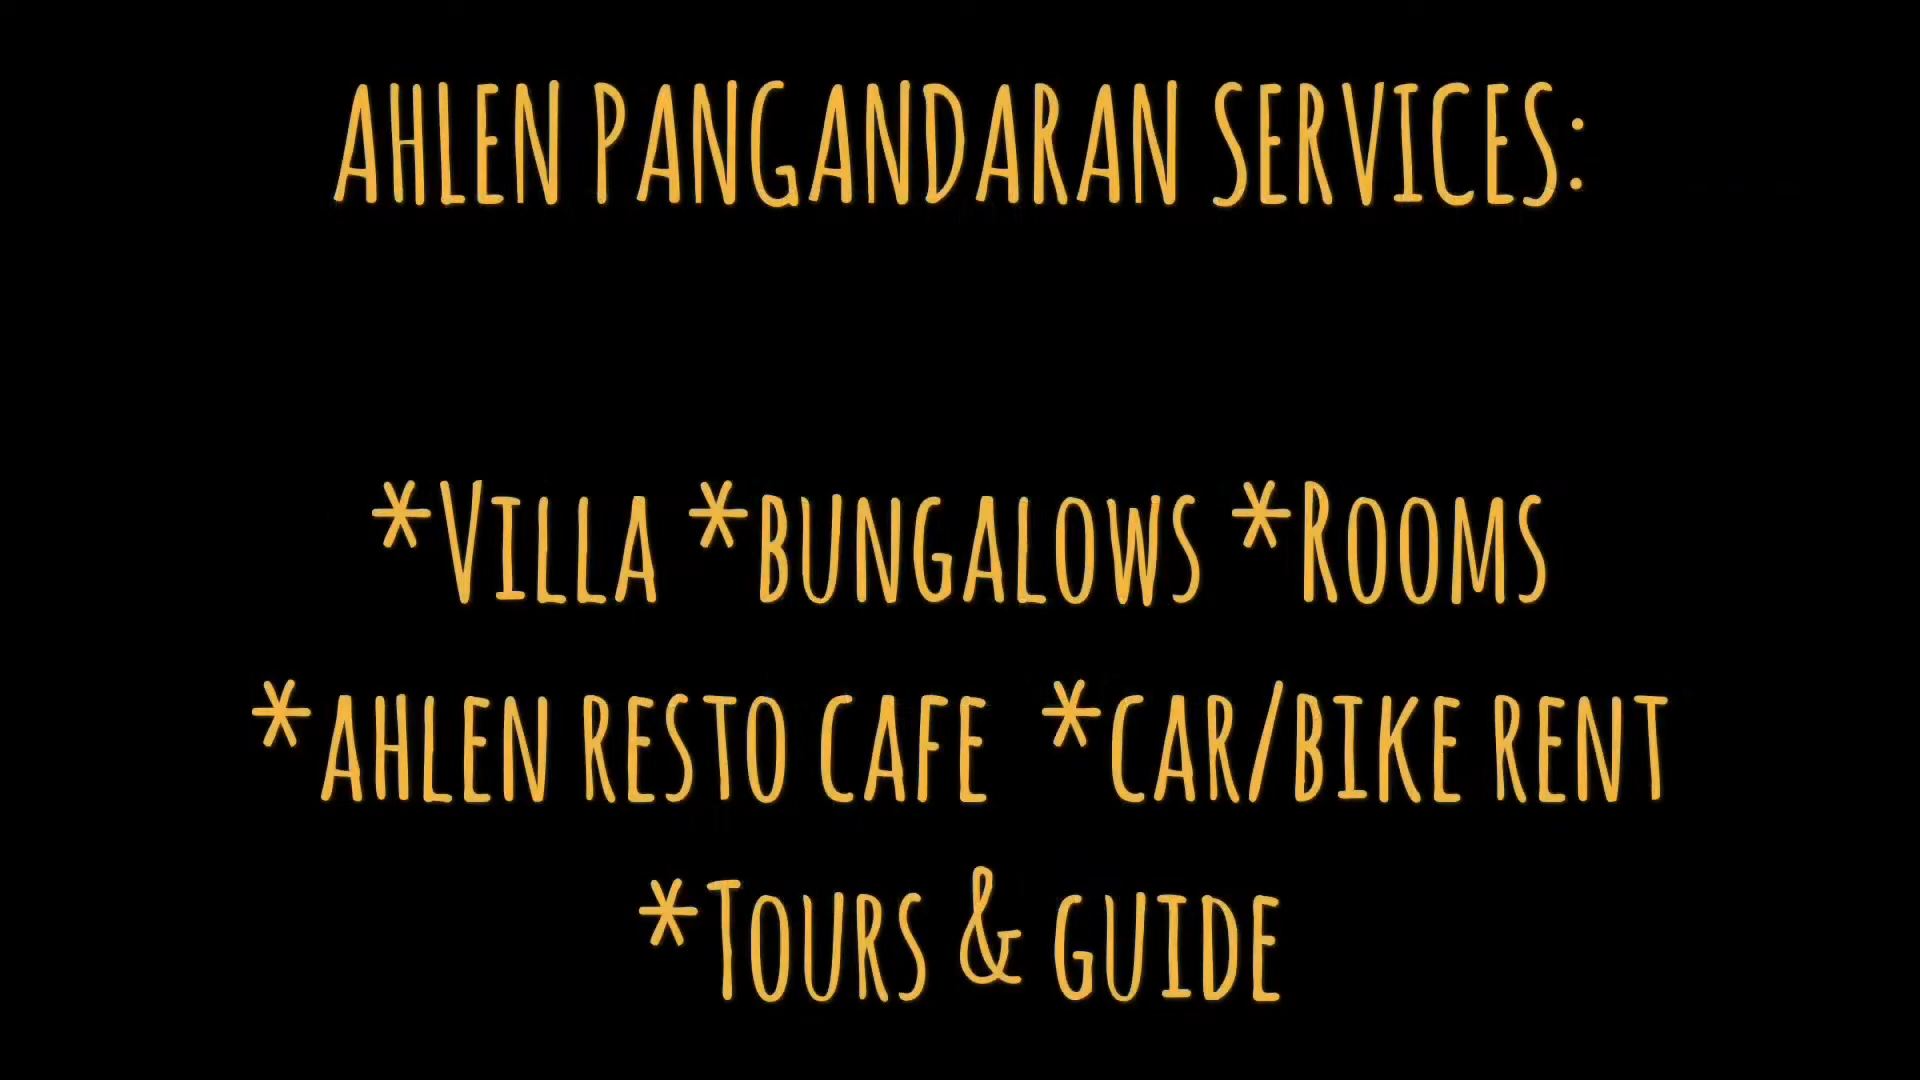 AHLEN PANGANDARAN SERVICES:
*Villa *bungalows *Rooms
*ahlen resto cafe *car/bike rent
*Tours & guide